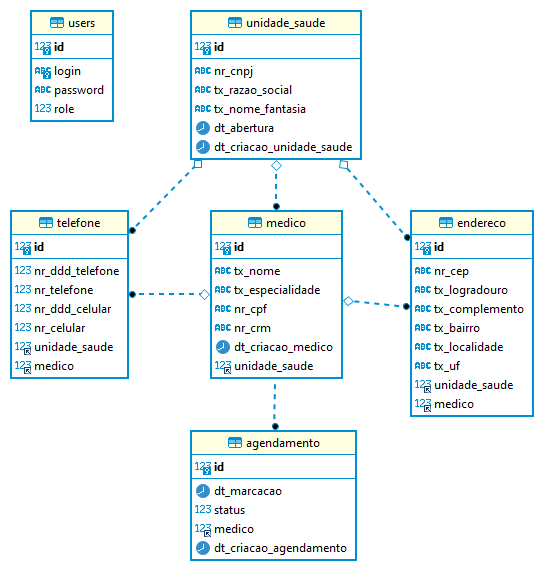 users
123 id
ABC login
ABC password
123 role
unidade_saude
123 id
ABC nr_cnpj
ABC tx_razao_social
ABC tx_nome_fantasia
dt_abertura
dt_criacao_unidade_saude
telefone
123 id
123 nr_ddd_telefone
123 nr_telefone
123 nr_ddd_celular
123 nr_celular
123 unidade_saude
123 medico
medico
123 id
ABC tx_nome
ABC tx_especialidade
ABC nr_cpf
ABC nr_crm
dt_criacao_medico
123 unidade_saude
endereco
123 id
ABC nr_cep
ABC tx_logradouro
ABC tx_complemento
ABC tx_bairro
ABC tx_localidade
ABC tx_uf
123 unidade_saude
123 medico
agendamento
123 id
dt_marcacao
123 status
123 medico
dt_criacao_agendamento